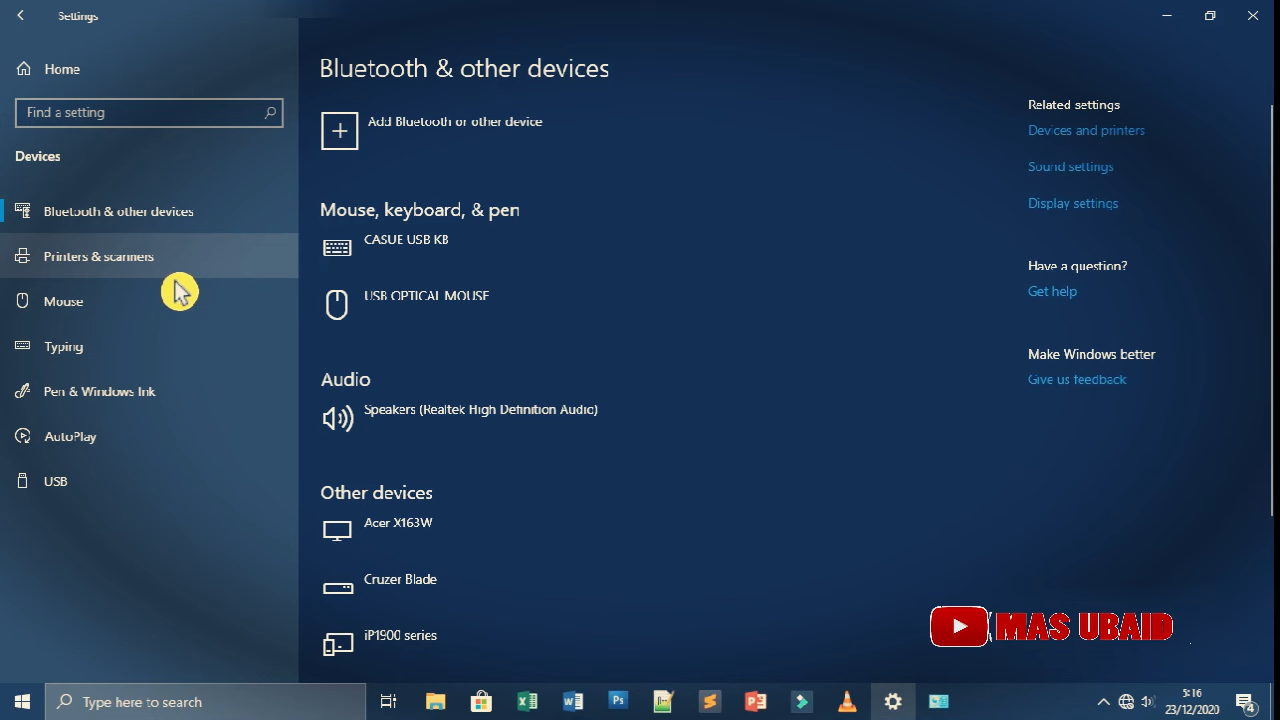 Settings
Home
Find a setting
Devices
Bluetooth & other devices
Printers & scanners
Mouse
Typing
Pen & Windows Ink
AutoPlay
USB
Bluetooth & other devices
Add Bluetooth or other device
Mouse, keyboard, & pen
CASUE USB KB
USB OPTICAL MOUSE
Audio
Speakers (Realtek High Definition Audio)
Other devices
Acer X163W
Cruzer Blade
iP1900 series
Related settings
Devices and printers
Sound settings
Display settings
Have a question?
Get help
Make Windows better
Give us feedback
MAS UBAID
Type here to search
Ps
5:16
23/12/2020
4